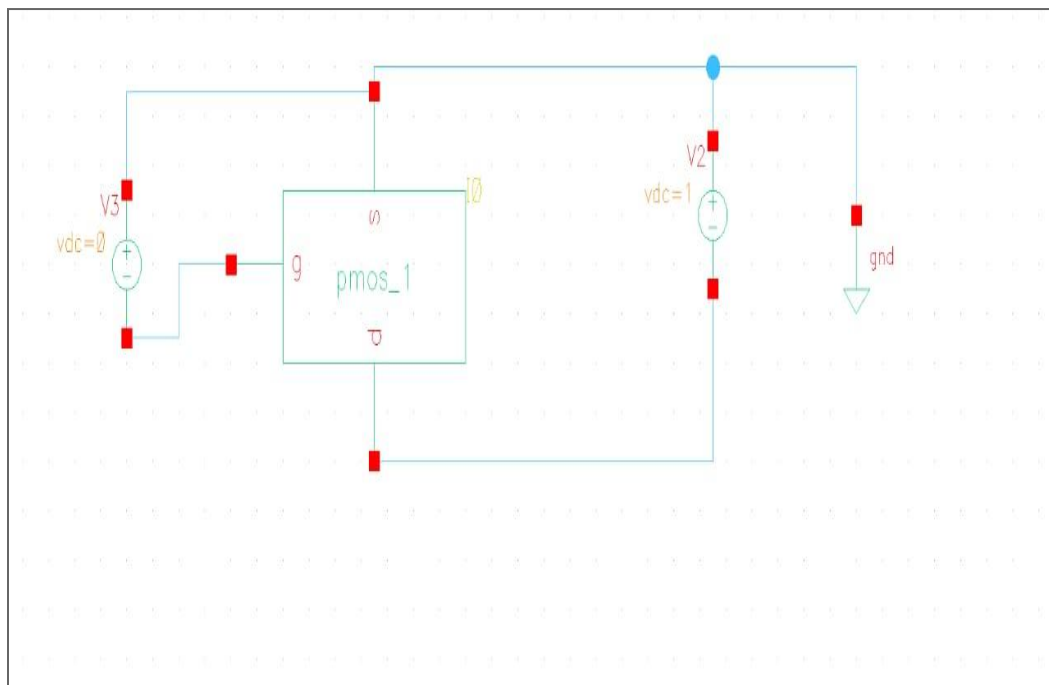 V3
vdc=0
+
-
g
s
pmos_1
d
I0
V2
vdc=1
+
-
gnd